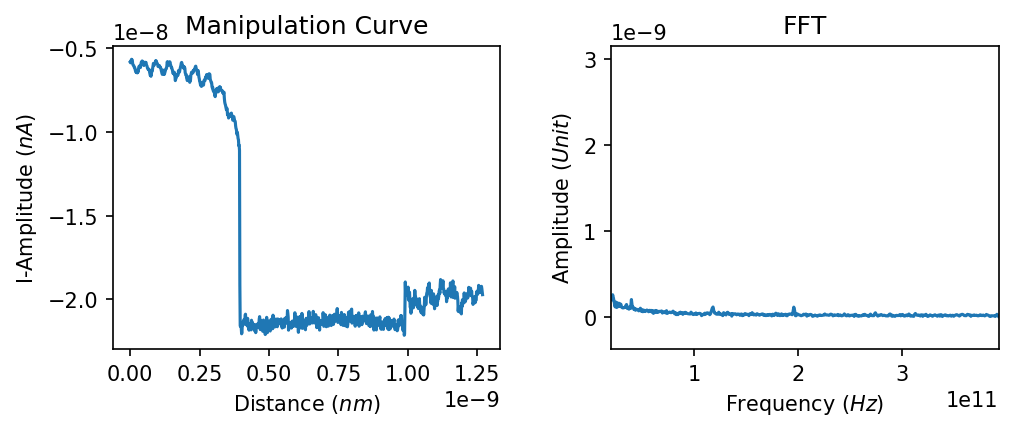 Manipulation Curve
1e−8
−0.5
−1.0
−1.5
−2.0
I-Amplitude (nA)
0.00 0.25 0.50 0.75 1.00 1.25
Distance (nm)
1e−9
FFT
1e−9
3
2
1
0
Amplitude (Unit)
1 2 3
Frequency (Hz)
1e11